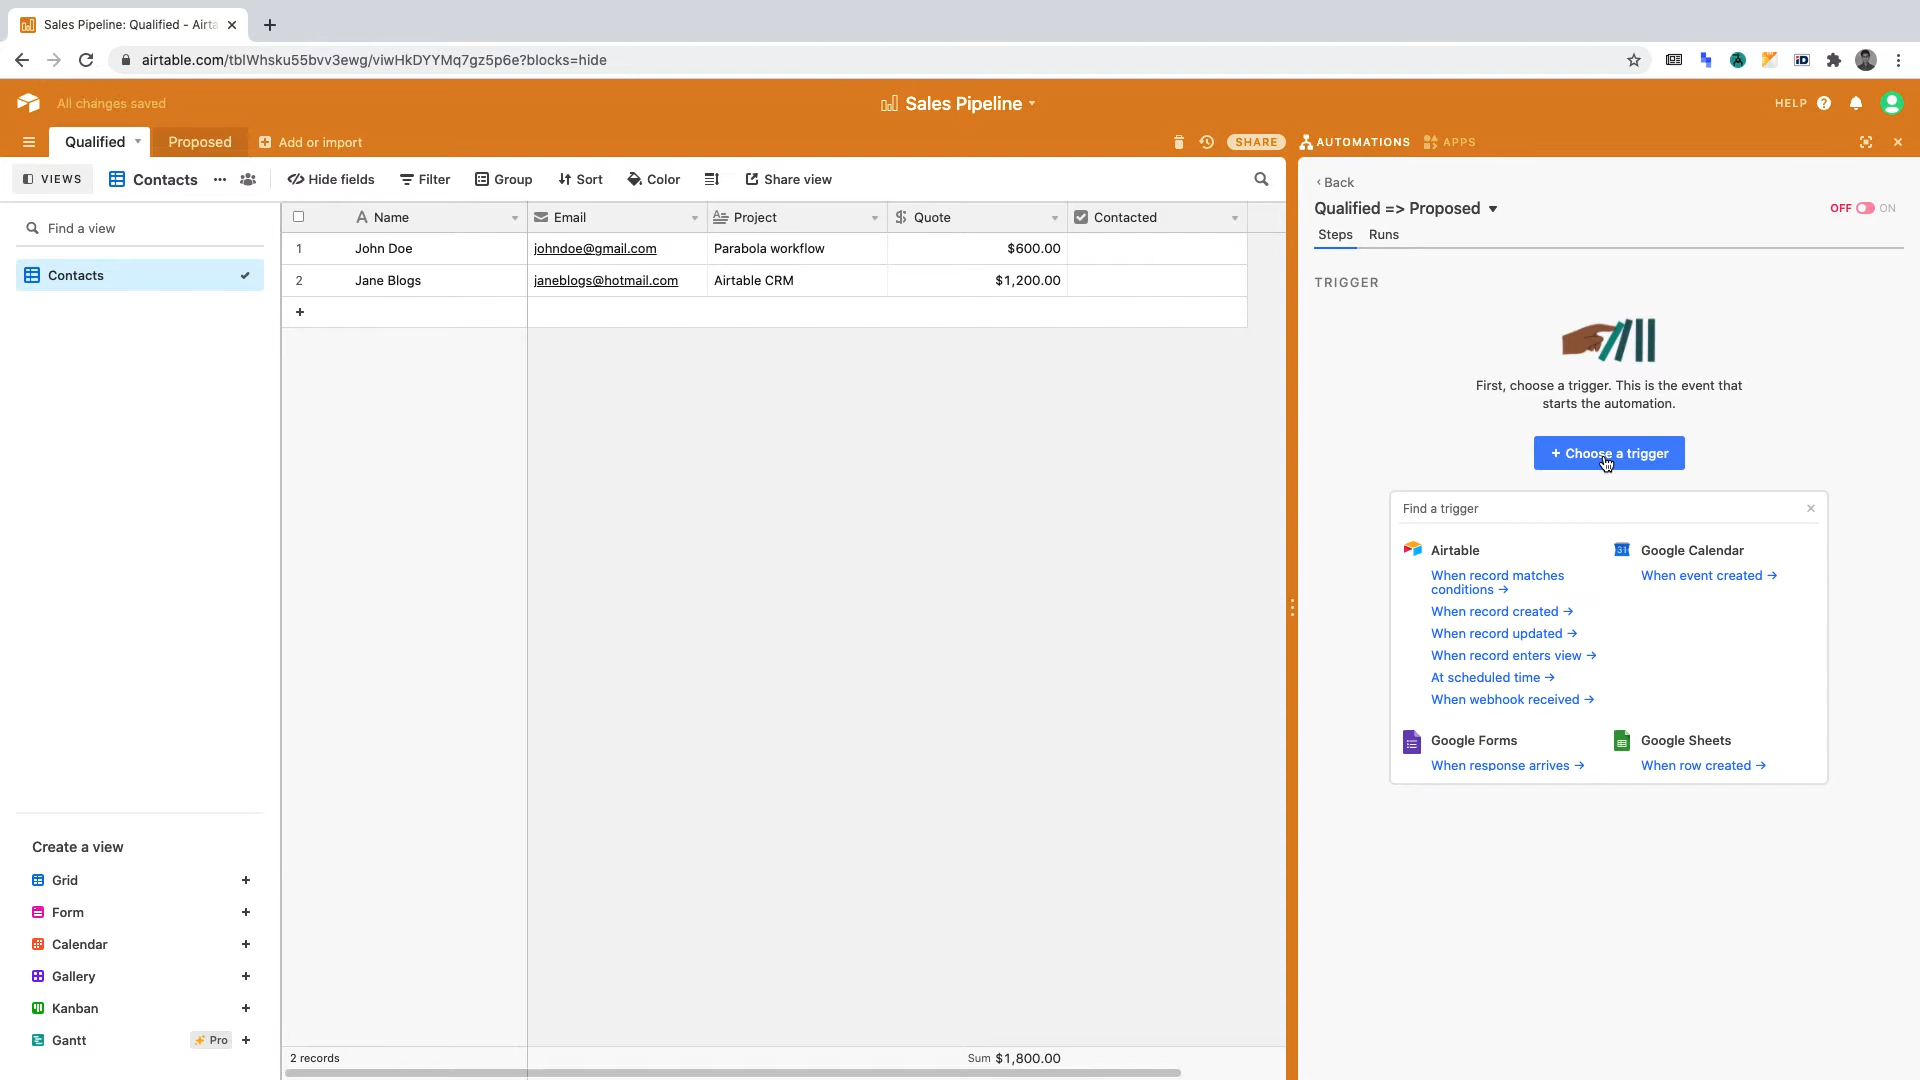 Sales Pipeline: Qualified - Airta
airtable.com/tblWhsku55bvv3ewg/viwHkDYYMq7gz5p6e?blocks=hide
All changes saved
Sales Pipeline
HELP
Qualified
Proposed
Add or import
SHARE
AUTOMATIONS
APPS
VIEWS
Contacts
Hide fields
Filter
Group
Sort
Color
Share view
Find a view
Contacts
Create a view
Grid
Form
Calendar
Gallery
Kanban
Gantt
Pro
Name Email Project Quote Contacted
1 John Doe johndoe@gmail.com Parabola workflow $600.00
2 Jane Blogs janeblogs@hotmail.com Airtable CRM $1,200.00
+
2 records
Sum $1,800.00
‹ Back
Qualified => Proposed
OFF ON
Steps Runs
TRIGGER
First, choose a trigger. This is the event that
starts the automation.
+ Choose a trigger
Find a trigger
Airtable
When record matches
conditions →
When record created →
When record updated →
When record enters view →
At scheduled time →
When webhook received →
Google Calendar
31
When event created →
Google Forms
When response arrives →
Google Sheets
When row created →